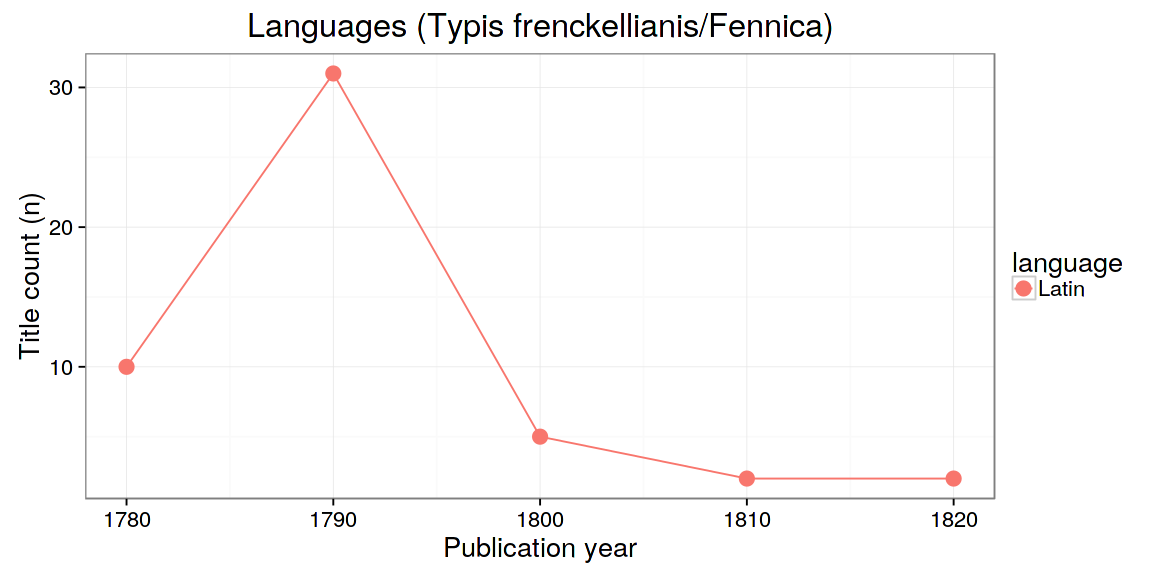 Languages (Typis frenckellianis/Fennica)
Title count (n)
30
20
10
1780 1790 1800 1810 1820
Publication year
language
Latin